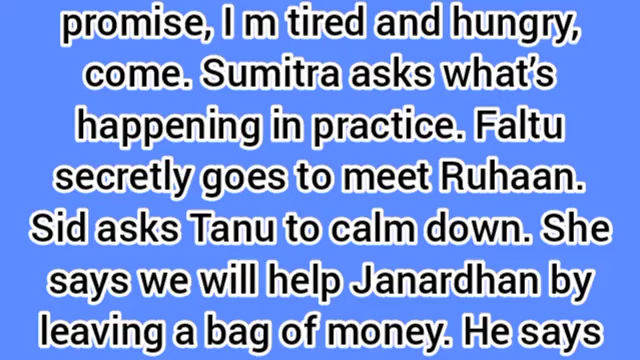 promise, I m tired and hungry,
come. Sumitra asks what’s
happening in practice. Faltu
secretly goes to meet Ruhaan.
Sid asks Tanu to calm down. She
says we will help Janardhan by
leaving a bag of money. He says